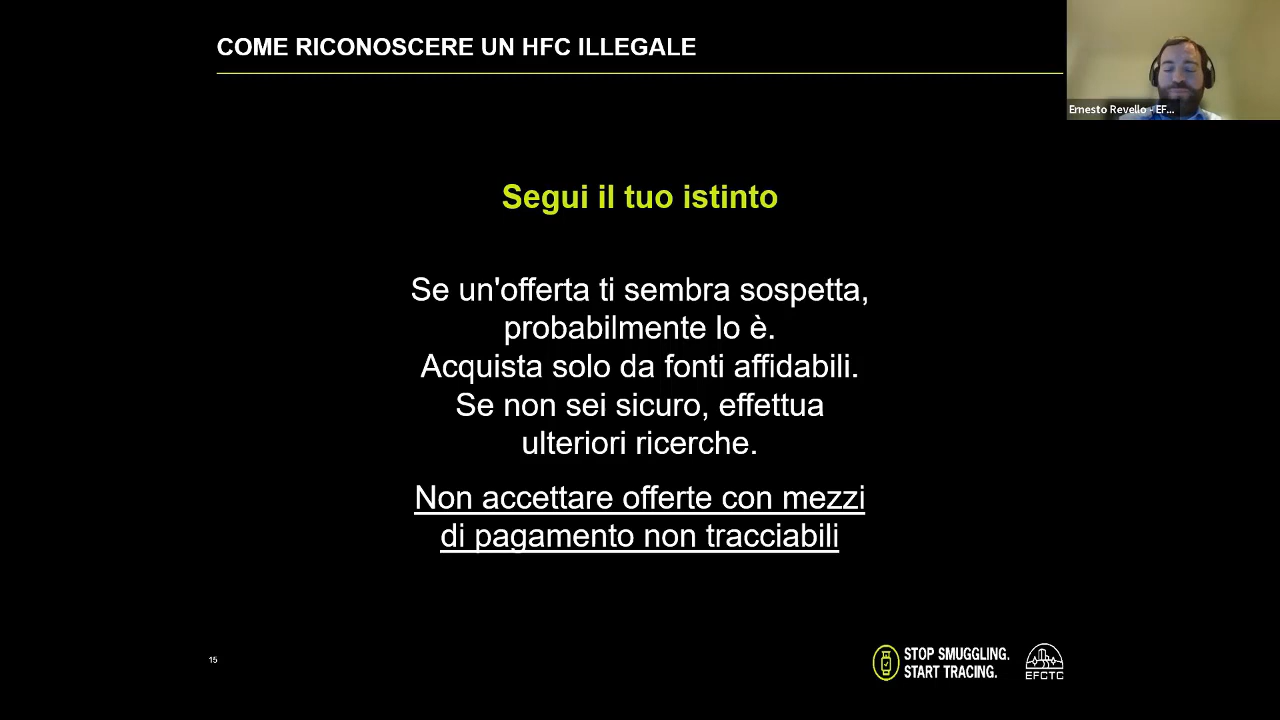 COME RICONOSCERE UN HFC ILLEGALE
Ernesto Revello - EF...
Segui il tuo istinto
Se un'offerta ti sembra sospetta,
probabilmente lo è.
Acquista solo da fonti affidabili.
Se non sei sicuro, effettua
ulteriori ricerche.
Non accettare offerte con mezzi
di pagamento non tracciabili
15
STOP SMUGGLING.
START TRACING.
EFCTC